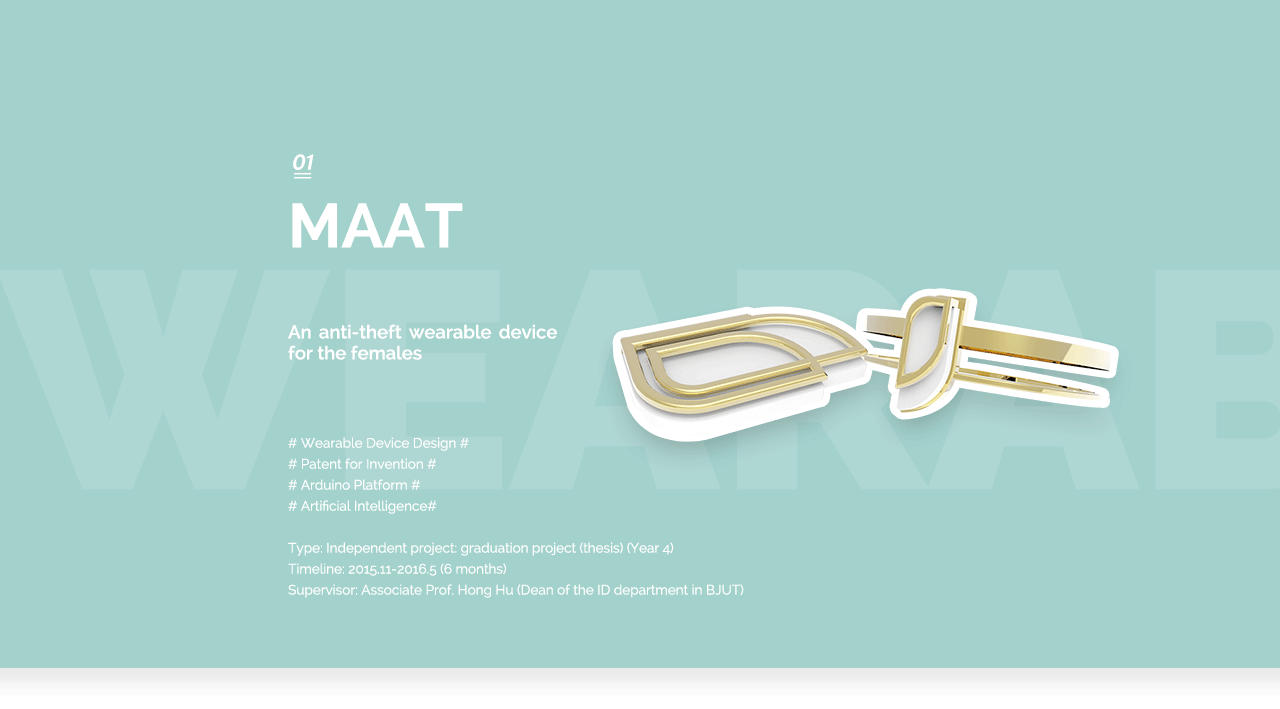 01
MAAT
WEARAB
An anti-theft wearable device
for the females
# Wearable Device Design #
# Patent for Invention #
# Arduino Platform #
# Artificial Intelligence#
Type: Independent project: graduation project (thesis) (Year 4)
Timeline: 2015.11-2016.5 (6 months)
Supervisor: Associate Prof. Hong Hu (Dean of the ID department in BJUT)